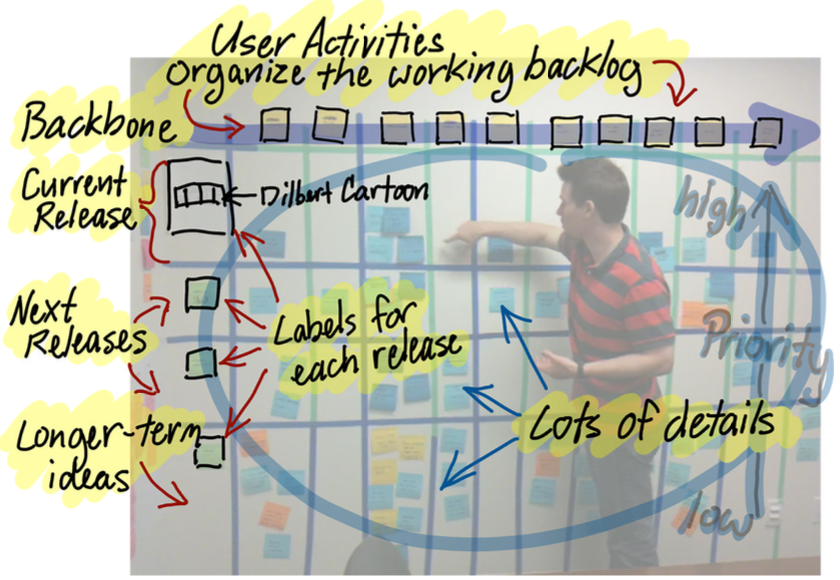 User Activities
organize the working backlog
Backbone
Current
Release
Dilbert Cartoon
high
Next
Releases
Labels for
each release
Priority
Longer-term
ideas
Lots of details
low